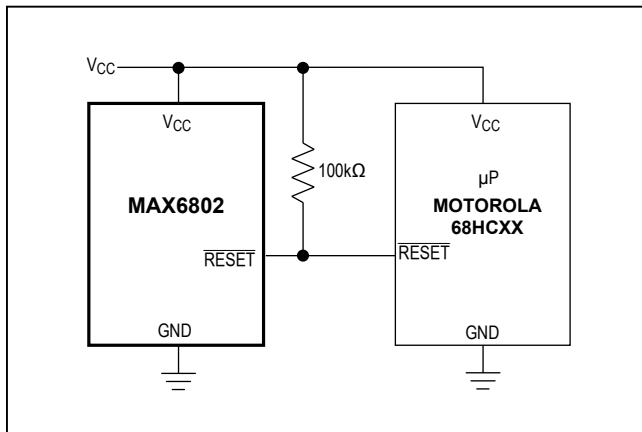 VCC
VCC
MAX6802
RESET
GND
100kΩ
VCC
µP
MOTOROLA
68HCXX
RESET
GND